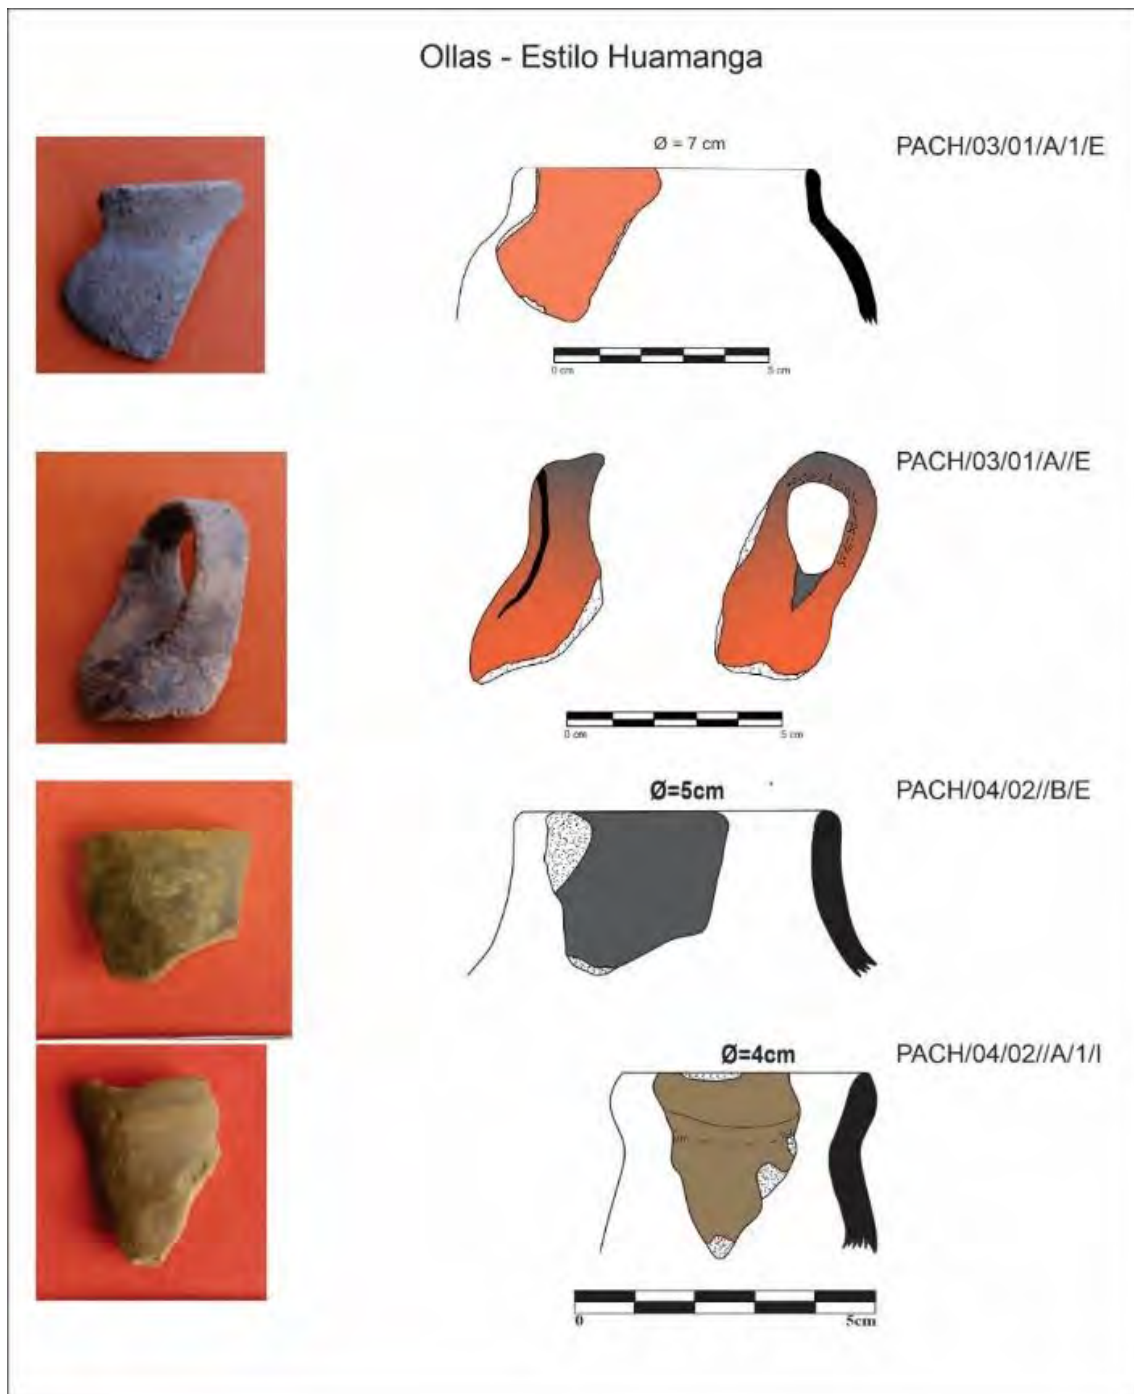 Ollas - Estilo Huamanga
Ø = 7 cm
PACH/03/01/A/1/E
0 cm 5 cm
PACH/03/01/A//E
0 cm 5 cm
Ø=5cm
PACH/04/02//B/E
Ø=4cm
PACH/04/02//A/1/I
0 5cm